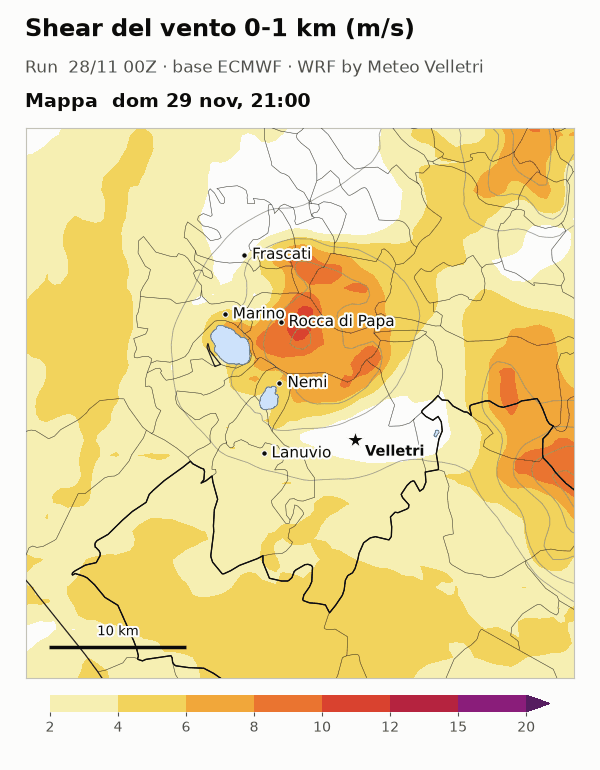 Shear del vento 0-1 km (m/s)
Run  28/11 00Z · base ECMWF · WRF by Meteo Velletri
Mappa  dom 29 nov, 21:00
Frascati
Marino
Rocca di Papa
Nemi
Velletri
Lanuvio
10 km
2 4 6 8 10 12 15 20